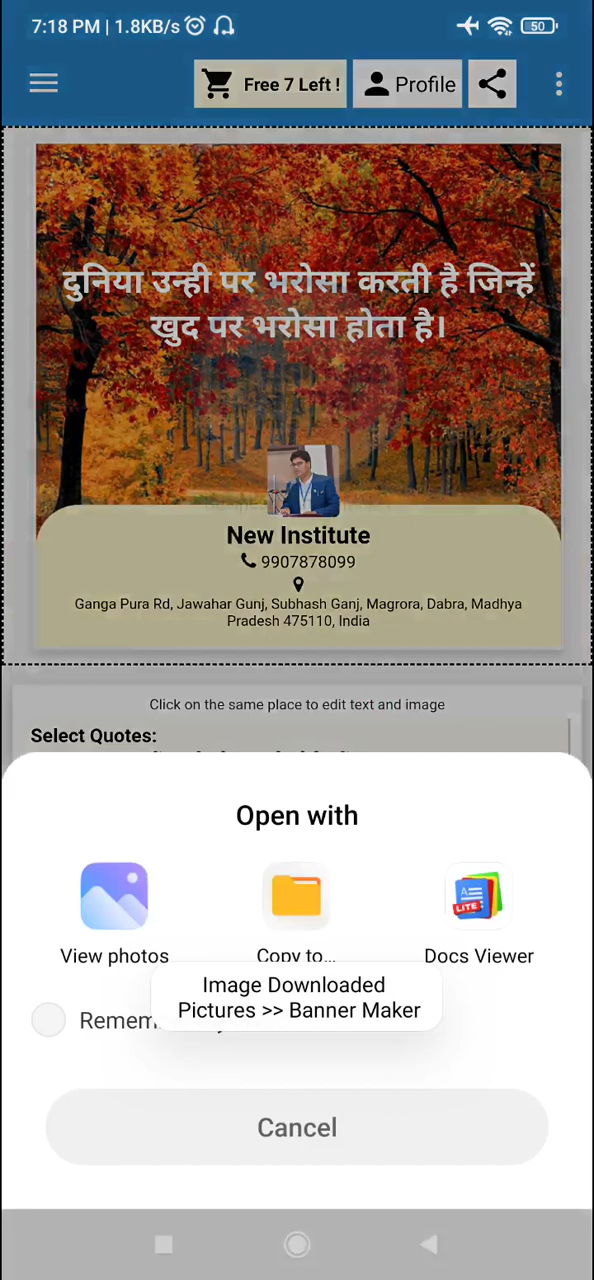 7:18 PM | 1.8KB/s
50
Free 7 Left !
Profile
दुनिया उन्ही पर भरोसा करती है जिन्हें
खुद पर भरोसा होता है।
New Institute
9907878099
Ganga Pura Rd, Jawahar Gunj, Subhash Ganj, Magrora, Dabra, Madhya
Pradesh 475110, India
Click on the same place to edit text and image
Select Quotes:
Open with
LITE
View photos
Copy to...
Docs Viewer
Image Downloaded
Pictures >> Banner Maker
Cancel